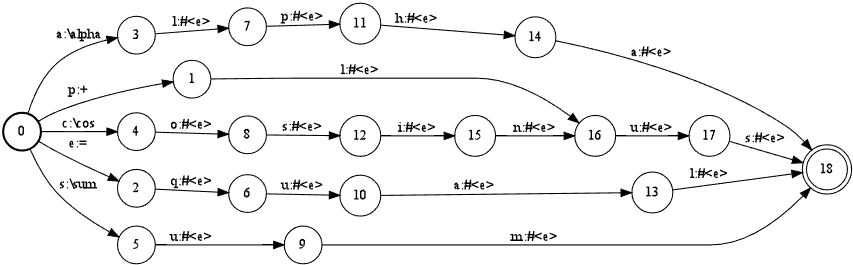 a:\alpha
3
l:#<e>
7
p:#<e>
11
h:#<e>
14
a:#<e>
p:+
1
l:#<e>
0
c:\cos
4
o:#<e>
8
s:#<e>
12
i:#<e>
15
n:#<e>
16
u:#<e>
17
s:#<e>
18
e:=
2
q:#<e>
6
u:#<e>
10
a:#<e>
13
l:#<e>
s:\sum
5
u:#<e>
9
m:#<e>